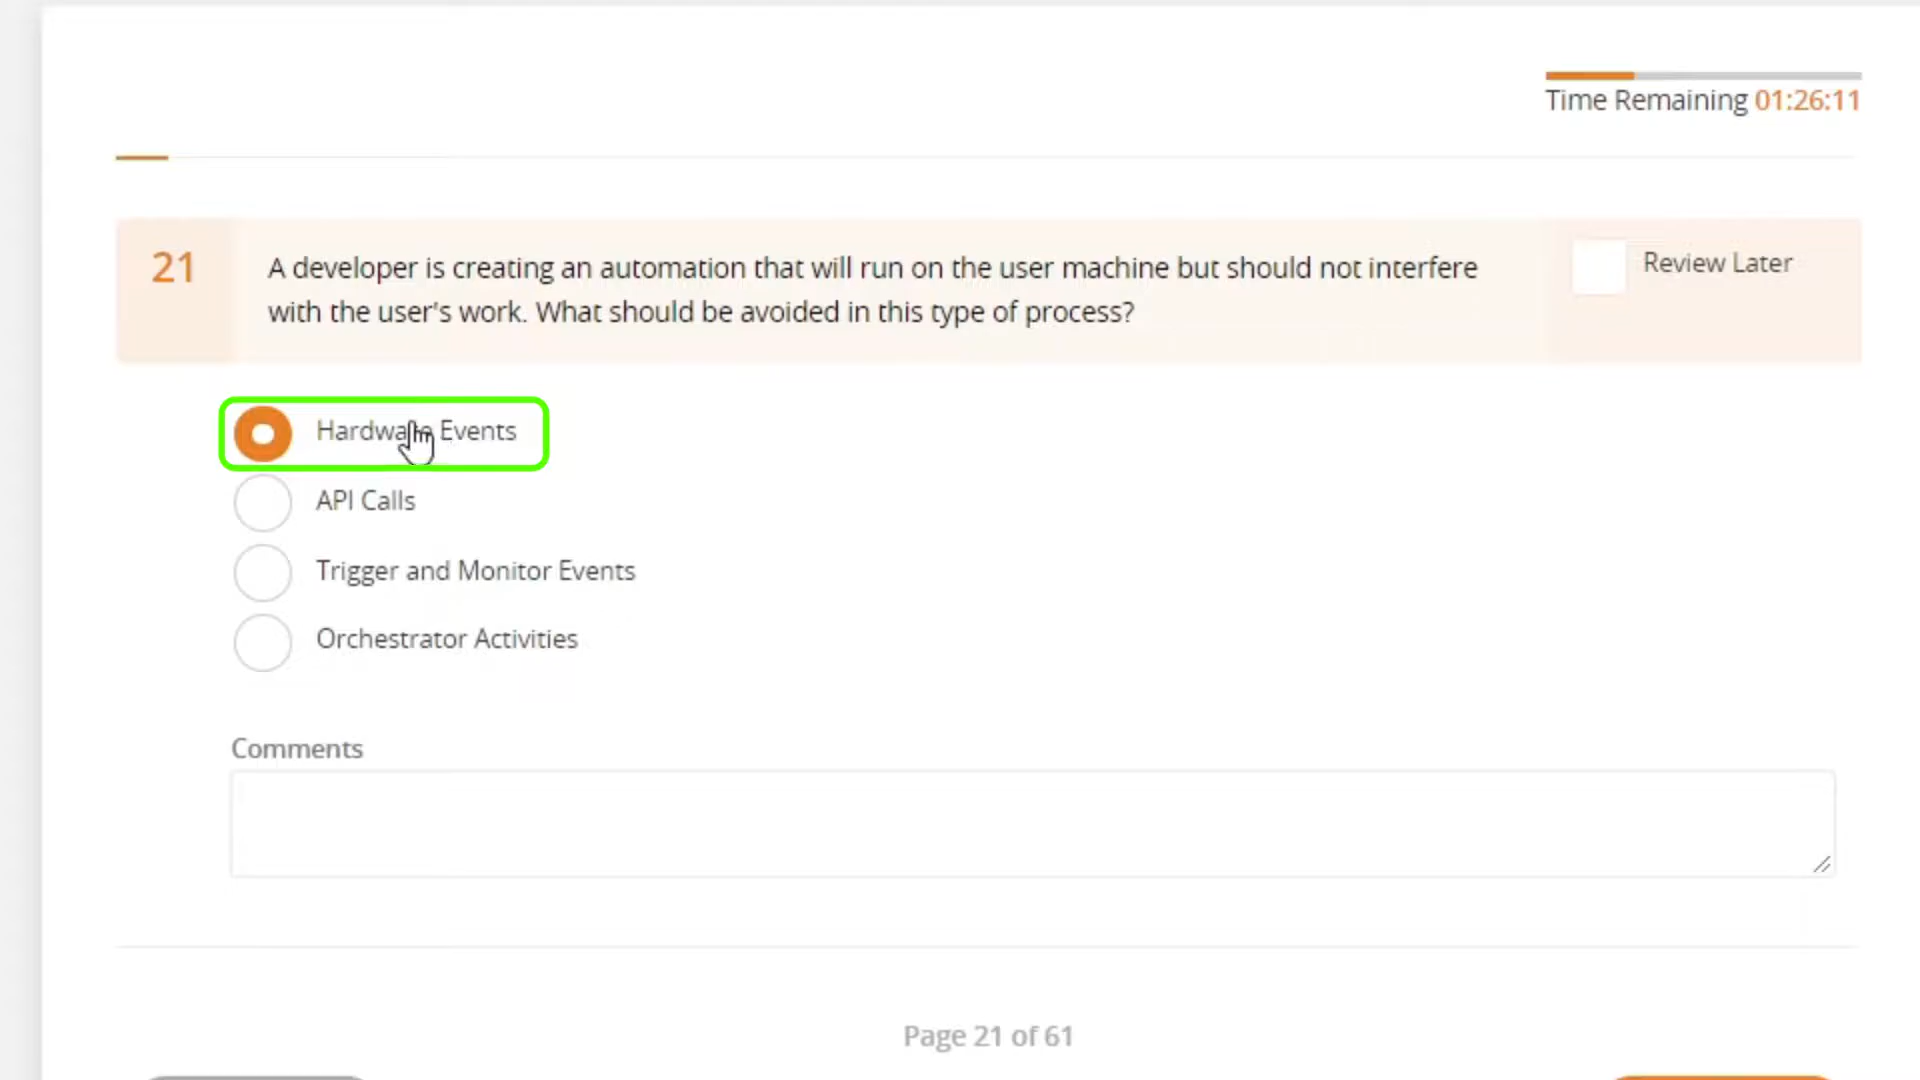 Time Remaining 01:26:11
21
A developer is creating an automation that will run on the user machine but should not interfere
with the user's work. What should be avoided in this type of process?
Review Later
Hardware Events
API Calls
Trigger and Monitor Events
Orchestrator Activities
Comments
Page 21 of 61